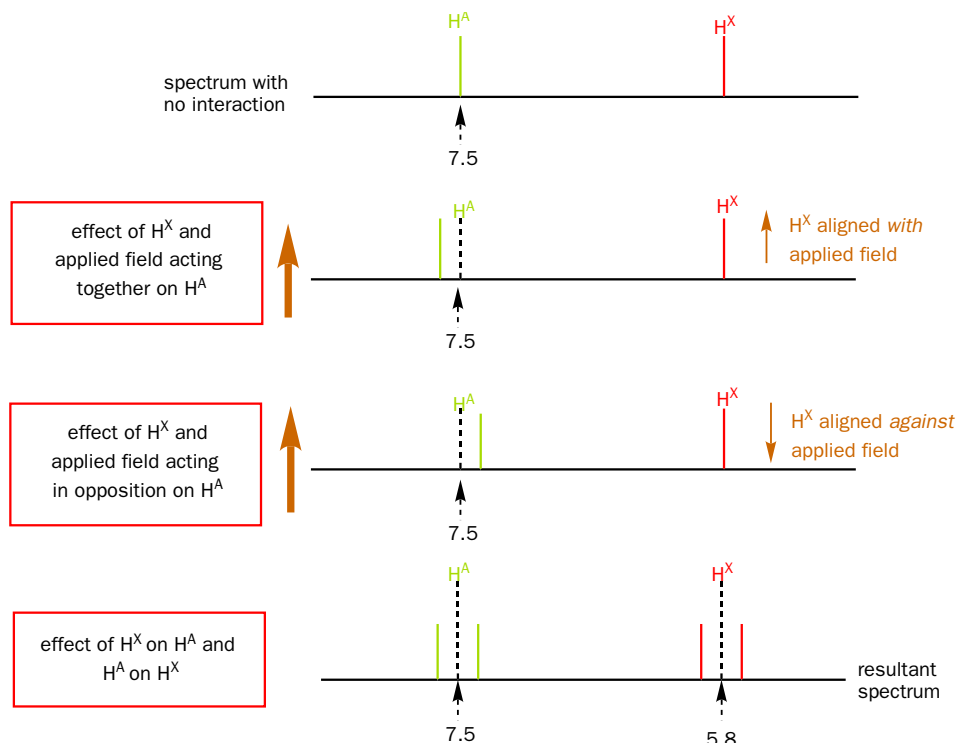 H^A
H^X
spectrum with
no interaction
7.5
effect of H^X and
applied field acting
together on H^A
H^A
H^X
H^X aligned with
applied field
7.5
effect of H^X and
applied field acting
in opposition on H^A
H^A
H^X
H^X aligned against
applied field
7.5
H^A
H^X
effect of H^X on H^A and
H^A on H^X
resultant
spectrum
7.5
5.8